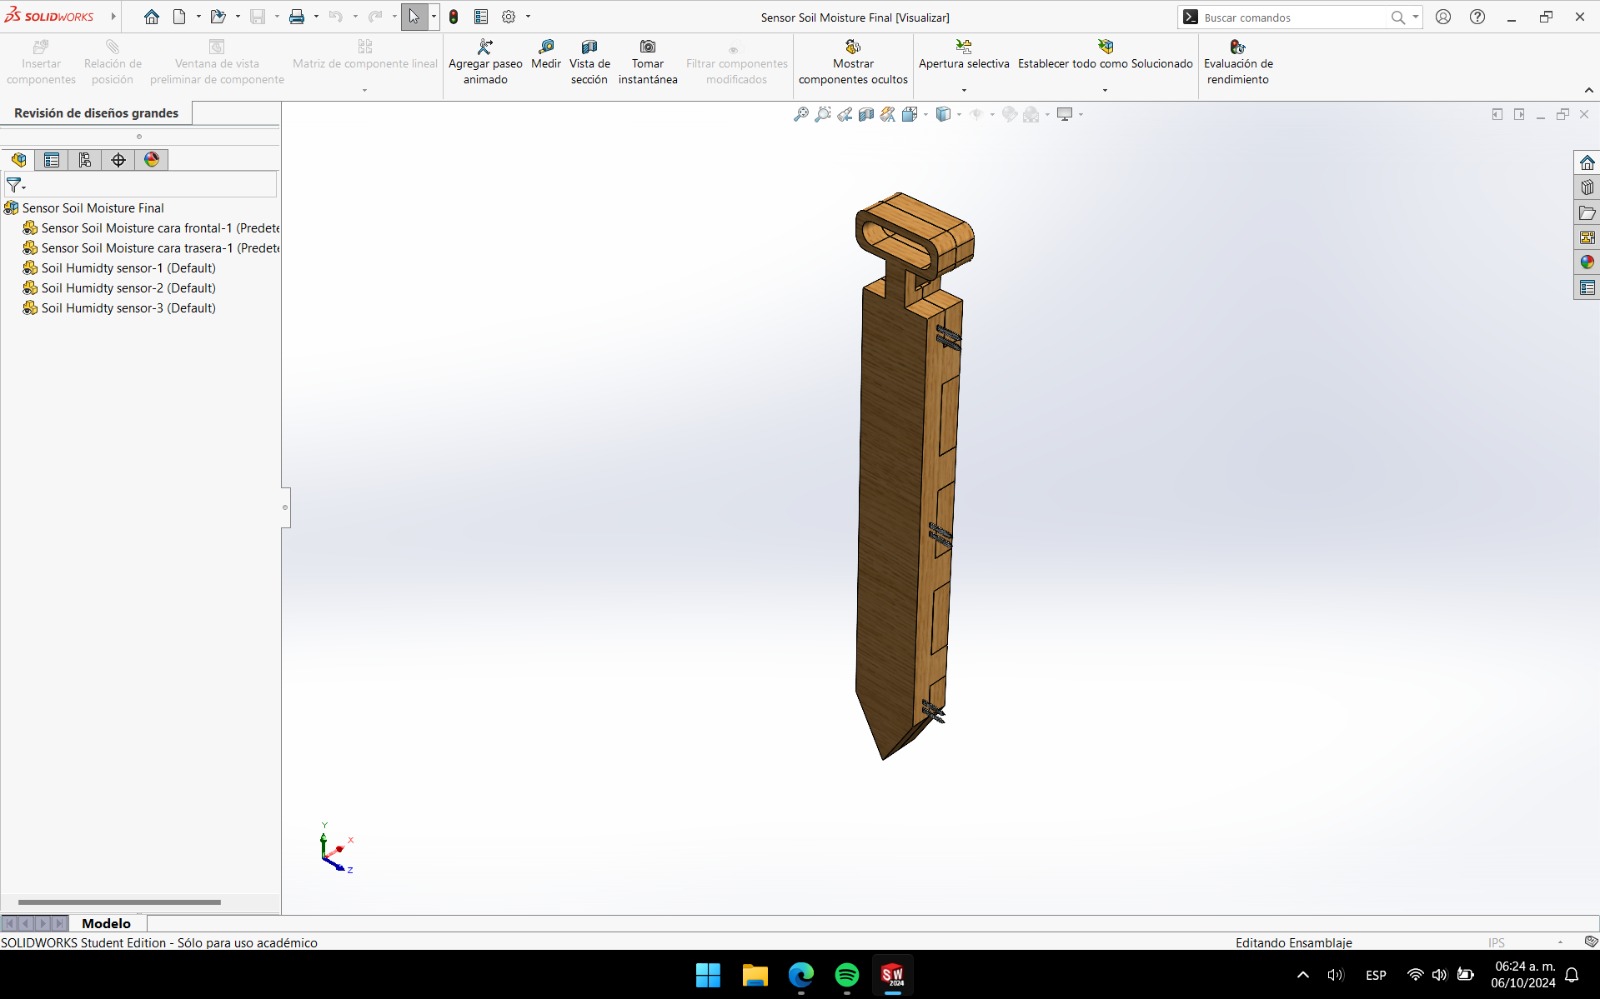 SOLIDWORKS
Sensor Soil Moisture Final [Visualizar]
Buscar comandos
Insertar componentes
Relación de posición
Ventana de vista preliminar de componente
Matriz de componente lineal
Agregar paseo animado
Medir
Vista de sección
Tomar instantánea
Filtrar componentes modificados
Mostrar componentes ocultos
Apertura selectiva
Establecer todo como Solucionado
Evaluación de rendimiento
Revisión de diseños grandes
Sensor Soil Moisture Final
Sensor Soil Moisture cara frontal-1 (Predete
Sensor Soil Moisture cara trasera-1 (Predete
Soil Humidty sensor-1 (Default)
Soil Humidty sensor-2 (Default)
Soil Humidty sensor-3 (Default)
Y
X
Z
Modelo
SOLIDWORKS Student Edition - Sólo para uso académico
Editando Ensamblaje
IPS
SW 2024
ESP
06:24 a. m.
06/10/2024